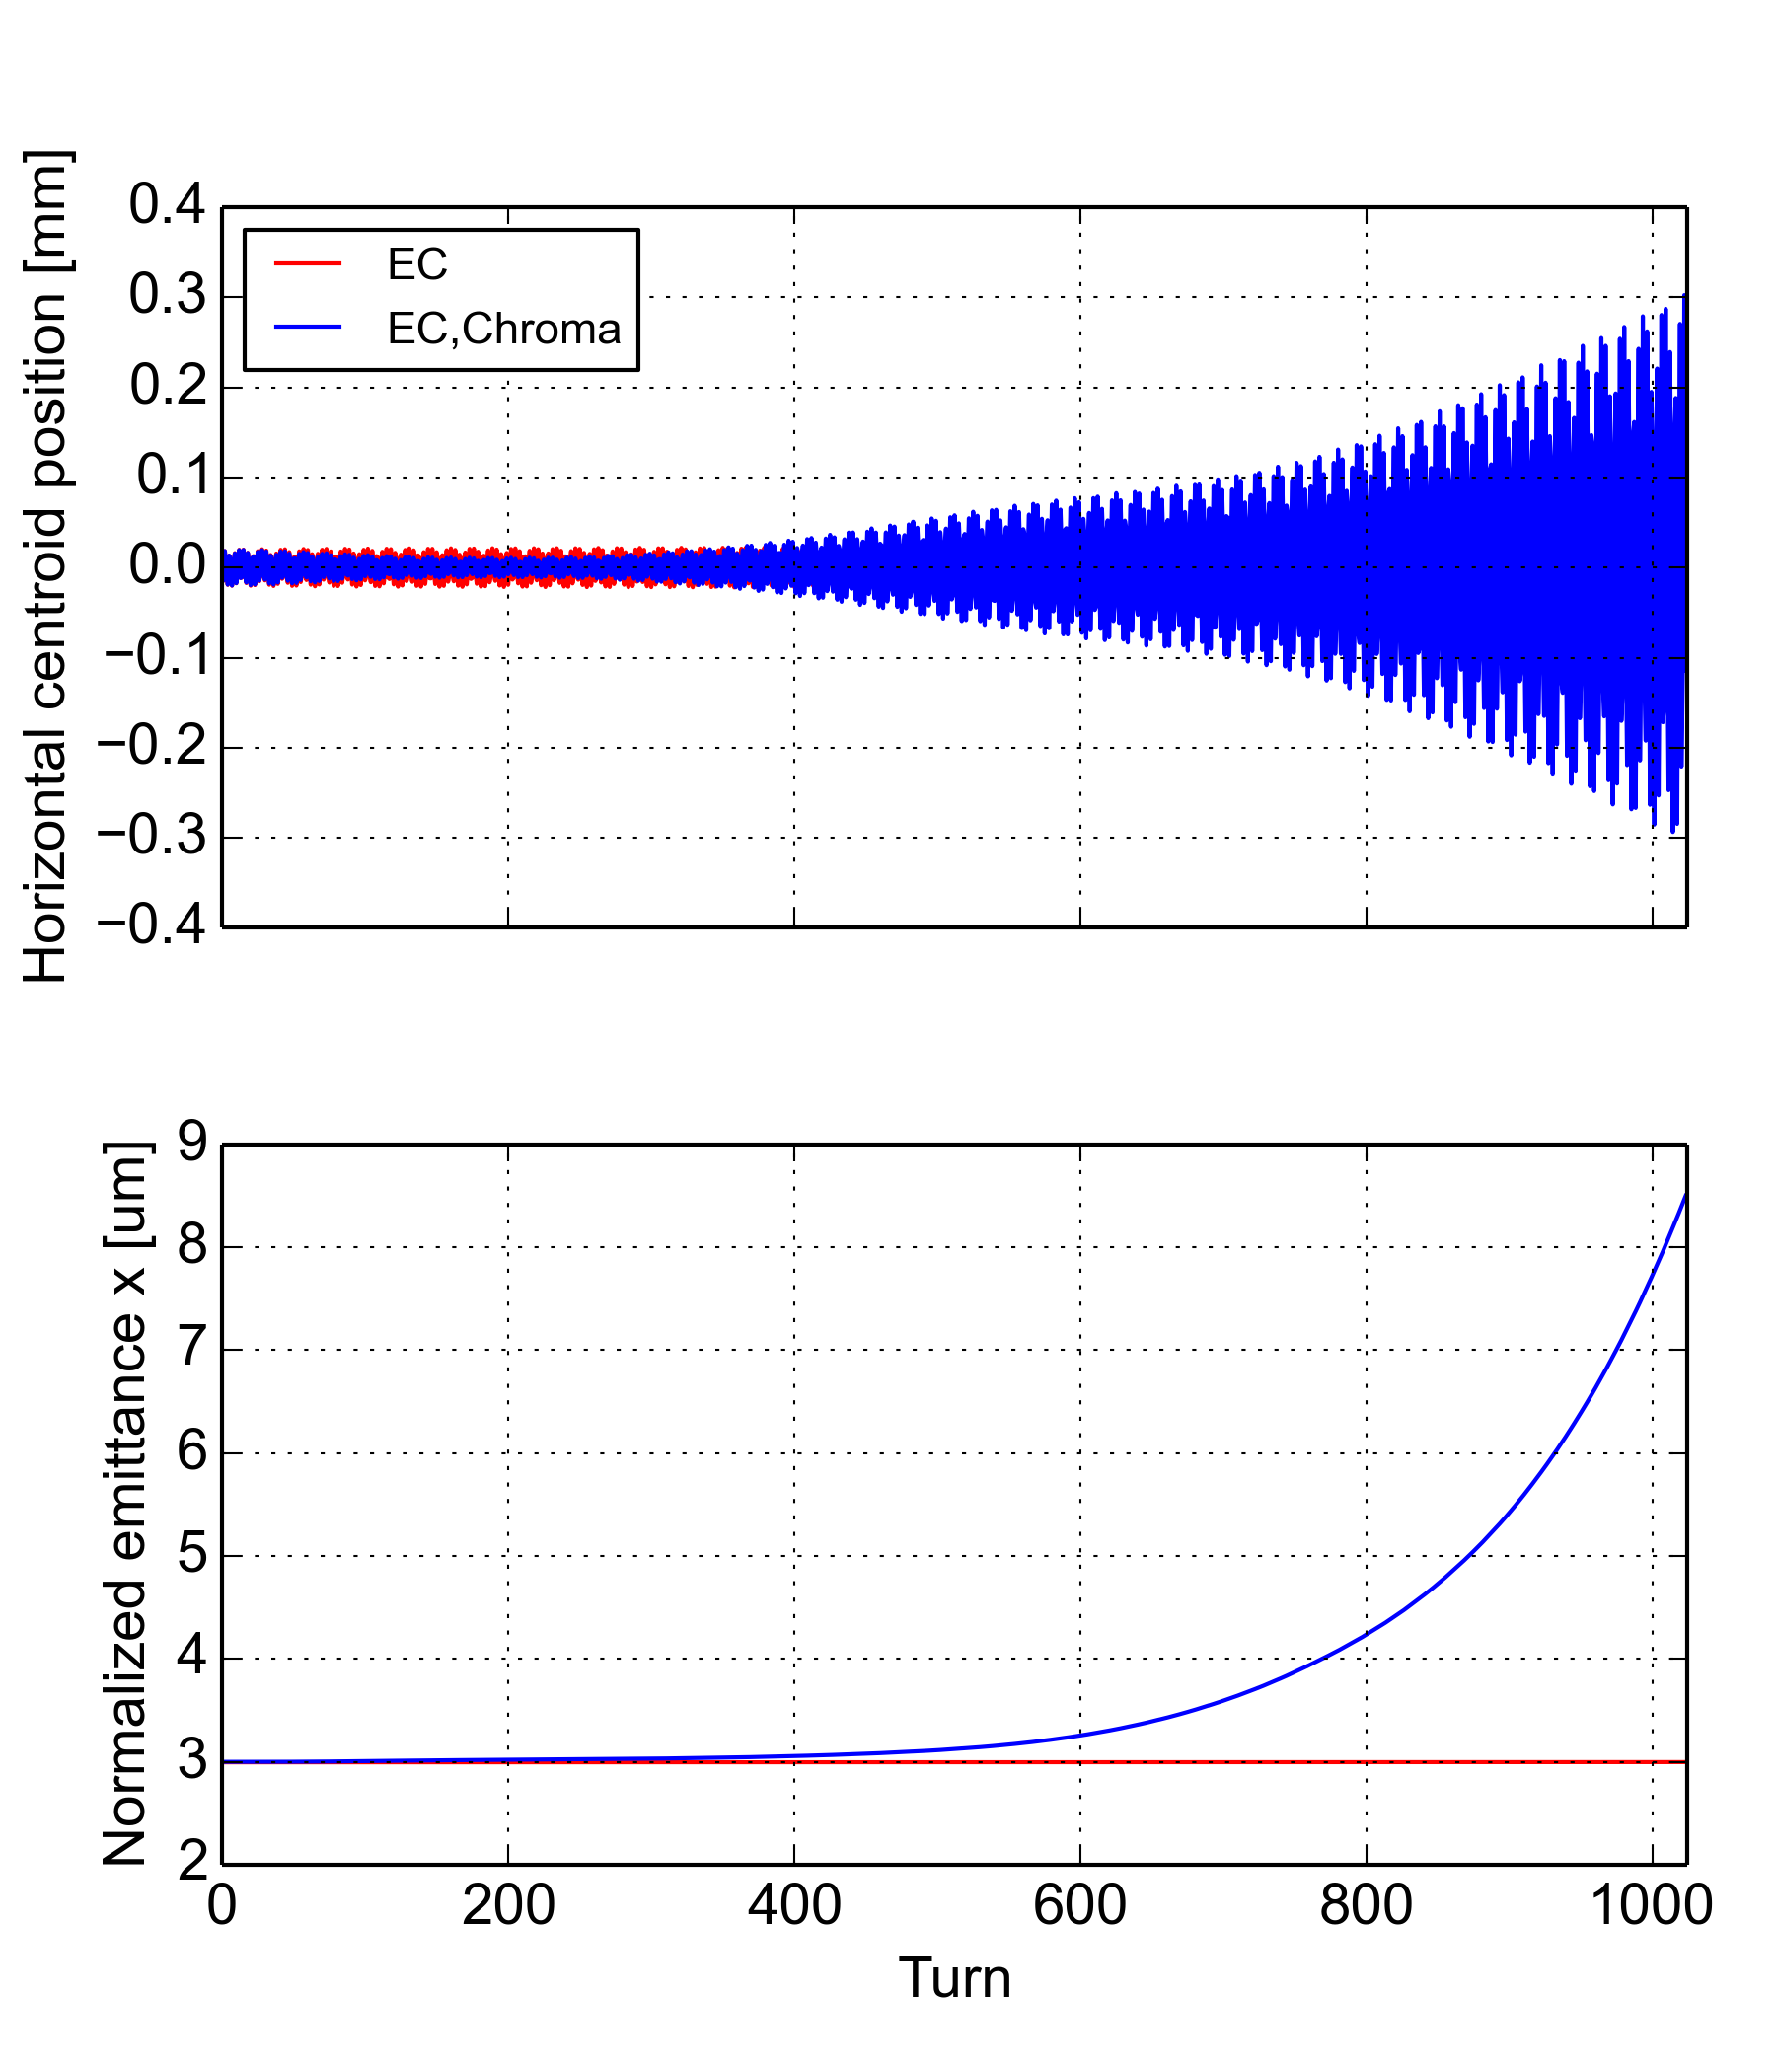 Horizontal centroid position [mm]
0.4
0.3
0.2
0.1
0.0
−0.1
−0.2
−0.3
−0.4
EC
EC,Chroma
Normalized emittance x [um]
9
8
7
6
5
4
3
2
0 200 400 600 800 1000
Turn